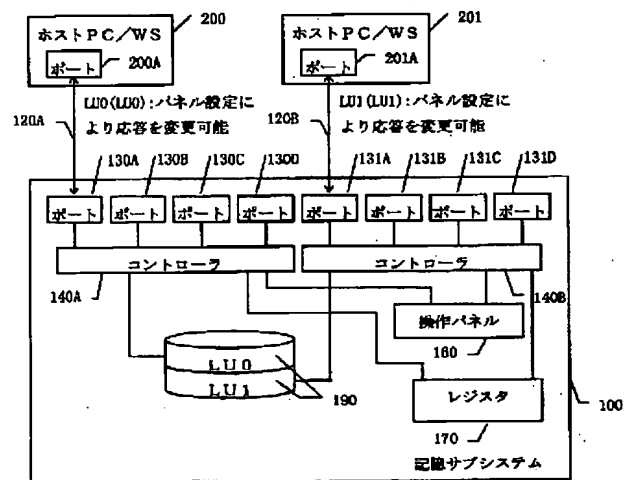 ホストPC/WS
200
ポート
200A
ホストPC/WS
201
ポート
201A
120A
LU0(LU0):パネル設定に
より応答を変更可能
120B
LU1(LU1):パネル設定に
より応答を変更可能
130A
130B
130C
130D
131A
131B
131C
131D
ポート
ポート
ポート
ポート
ポート
ポート
ポート
ポート
コントローラ
コントローラ
140A
140B
操作パネル
160
LU0
LU1
190
レジスタ
170
100
記憶サブシステム